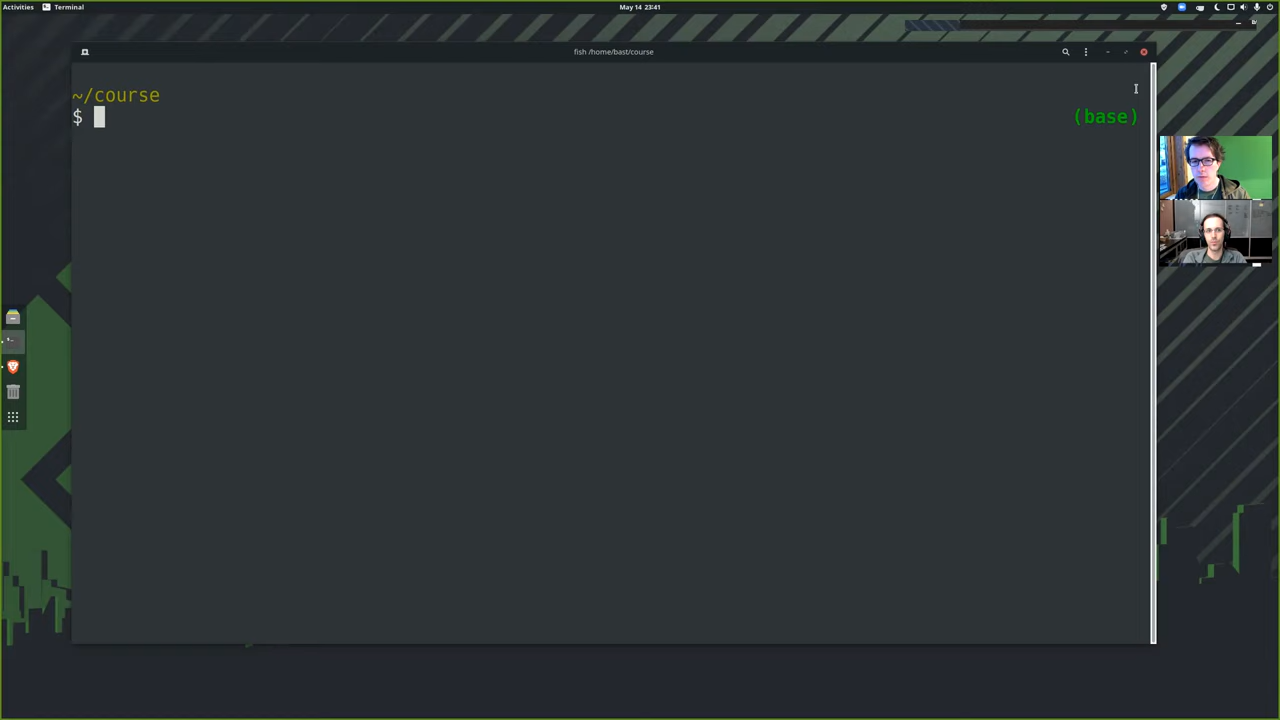 Activities Terminal May 14 23:41
fish /home/bast/course
~/course
$ (base)